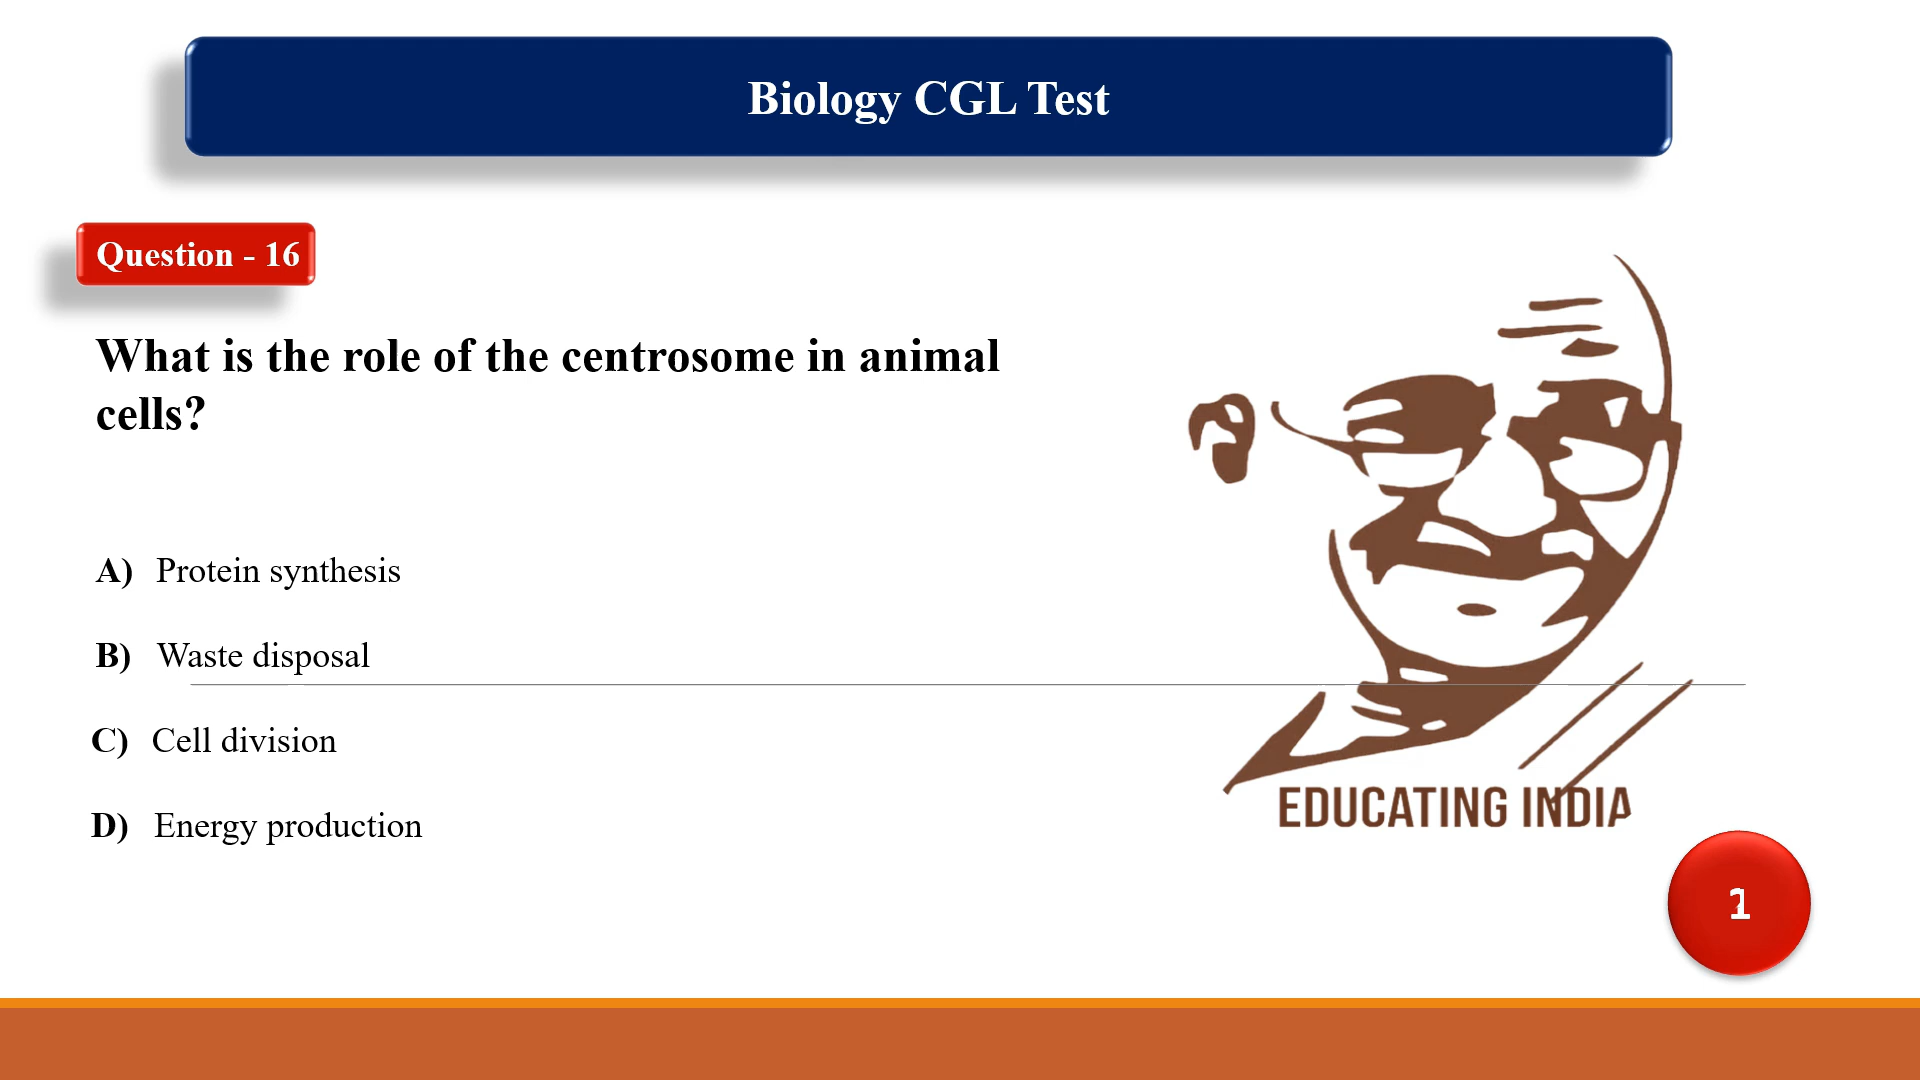 Biology CGL Test
Question - 16
What is the role of the centrosome in animal
cells?
A) Protein synthesis
B) Waste disposal
C) Cell division
D) Energy production
EDUCATING INDIA